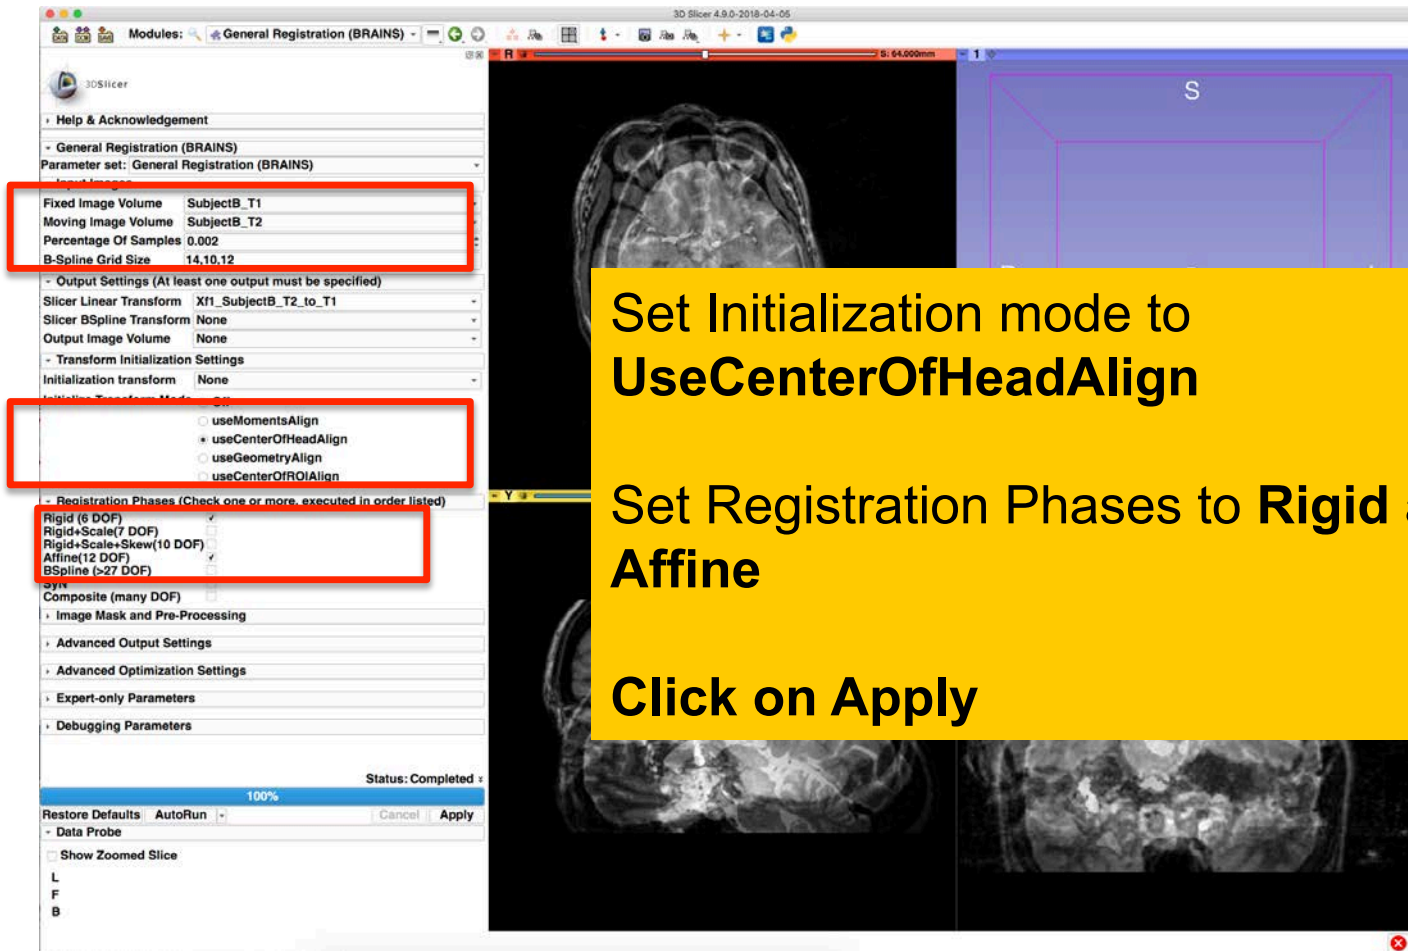 3D Slicer 4.9.0-2018-04-05
DATA DCM SAVE Modules: General Registration (BRAINS)
R S: 64.000mm 1
3DSlicer
S
Help & Acknowledgement
General Registration (BRAINS)
Parameter set: General Registration (BRAINS)
Fixed Image Volume SubjectB_T1
Moving Image Volume SubjectB_T2
Percentage Of Samples 0.002
B-Spline Grid Size 14,10,12
Output Settings (At least one output must be specified)
Slicer Linear Transform Xf1_SubjectB_T2_to_T1
Slicer BSpline Transform None
Output Image Volume None
Transform Initialization Settings
Initialization transform None
useMomentsAlign
useCenterOfHeadAlign
useGeometryAlign
useCenterOfROIAlign
Registration Phases (Check one or more, executed in order listed)
Rigid (6 DOF)
Rigid+Scale(7 DOF)
Rigid+Scale+Skew(10 DOF)
Affine(12 DOF)
BSpline (>27 DOF)
SyN
Composite (many DOF)
Image Mask and Pre-Processing
Advanced Output Settings
Advanced Optimization Settings
Expert-only Parameters
Debugging Parameters
Status: Completed
100%
Restore Defaults AutoRun Cancel Apply
Data Probe
Show Zoomed Slice
L
F
B
Y
Set Initialization mode to
UseCenterOfHeadAlign
Set Registration Phases to Rigid a
Affine
Click on Apply